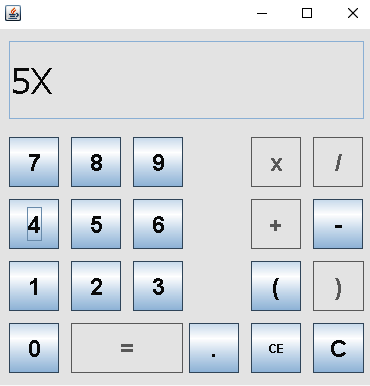 5X
7 8 9 x /
4 5 6 + -
1 2 3 ( )
0 = . CE C